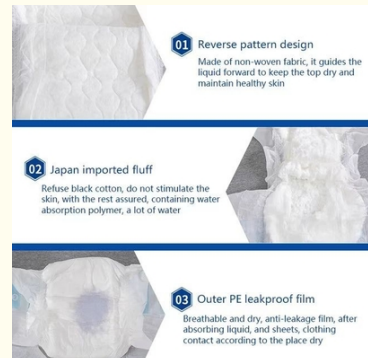 01 Reverse pattern design
Made of non-woven fabric, it guides the
liquid forward to keep the top dry and
maintain healthy skin
02 Japan imported fluff
Refuse black cotton, do not stimulate the
skin, with the rest assured, containing water
absorption polymer, a lot of water
03 Outer PE leakproof film
Breathable and dry, anti-leakage film, after
absorbing liquid, and sheets, clothing
contact according to the place dry